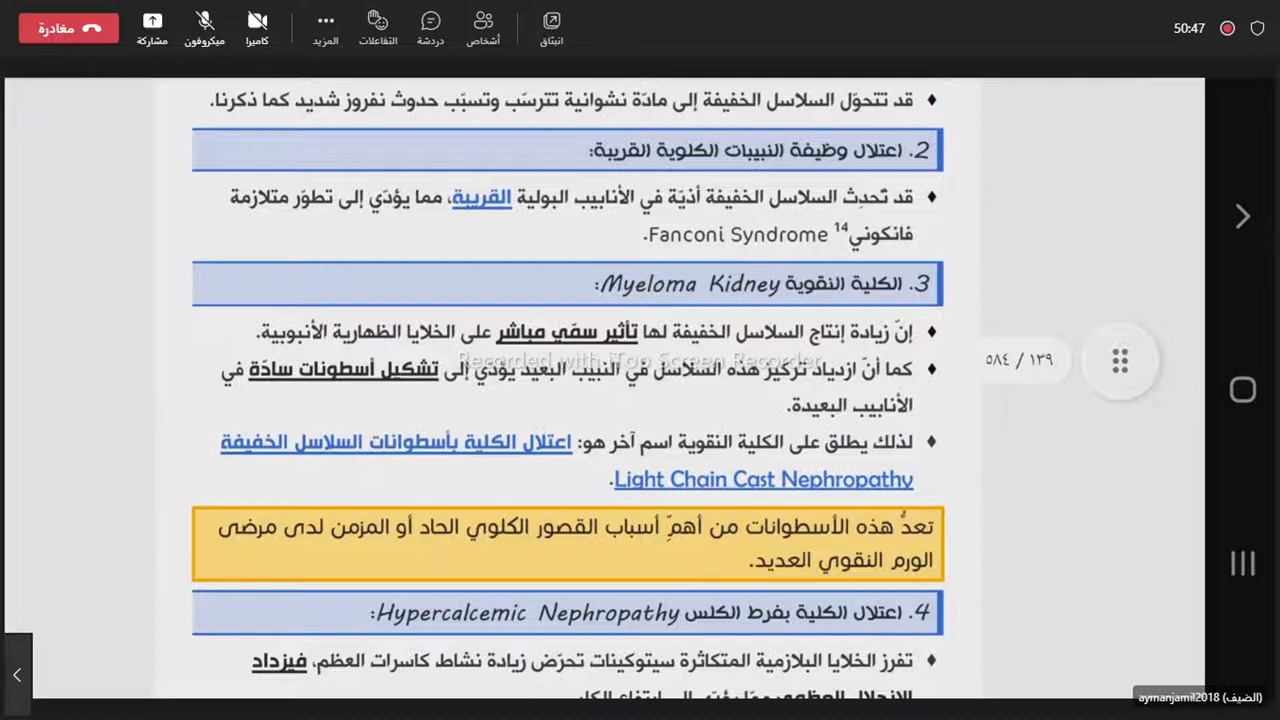 مغادرة
مشاركة
ميكروفون
كاميرا
المزيد
التفاعلات
دردشة
أشخاص
انبثاق
50:47
قد تتحوّل السلاسل الخفيفة إلى مادّة نشوانية تترسّب وتسبّب حدوث نفروز شديد كما ذكرنا.
2. اعتلال وظيفة النبيبات الكلوية القريبة:
قد تُحدِث السلاسل الخفيفة أذيّة في الأنابيب البولية القريبة، مما يؤدّي إلى تطوّر متلازمة
فانكوني14 Fanconi Syndrome.
3. الكلية النقوية Myeloma Kidney:
إنّ زيادة إنتاج السلاسل الخفيفة لها تأثير سمّي مباشر على الخلايا الظهارية الأنبوبية.
Recorded with iTop Screen Recorder
كما أنّ ازدياد تركيز هذه السلاسل في النبيب البعيد يؤدّي إلى تشكيل أسطوانات سادّة في
الأنابيب البعيدة.
١٣٩ / ٥٨٤
لذلك يطلق على الكلية النقوية اسم آخر هو: اعتلال الكلية بأسطوانات السلاسل الخفيفة
Light Chain Cast Nephropathy.
تعدُّ هذه الأسطوانات من أهمِّ أسباب القصور الكلوي الحاد أو المزمن لدى مرضى
الورم النقوي العديد.
4. اعتلال الكلية بفرط الكلس Hypercalcemic Nephropathy:
تفرز الخلايا البلازمية المتكاثرة سيتوكينات تحرّض زيادة نشاط كاسرات العظم، فيزداد
aymanjamil2018 (الضيف)